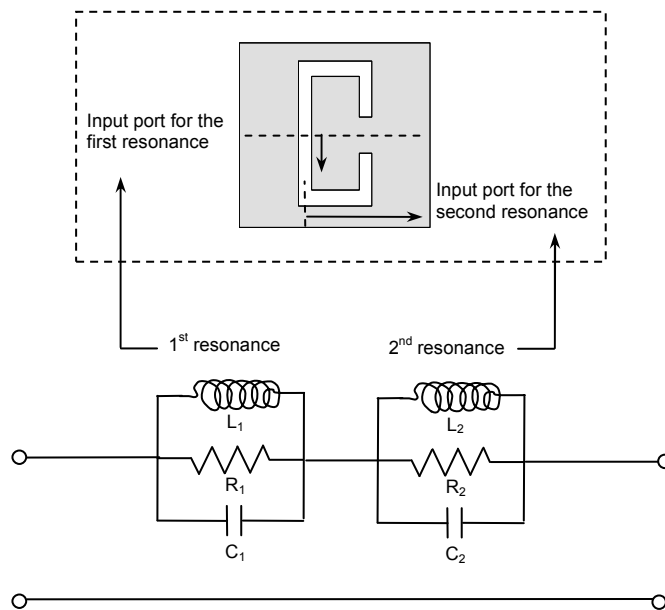 Input port for the
first resonance
Input port for the
second resonance
1st resonance
2nd resonance
L1
L2
R1
R2
C1
C2